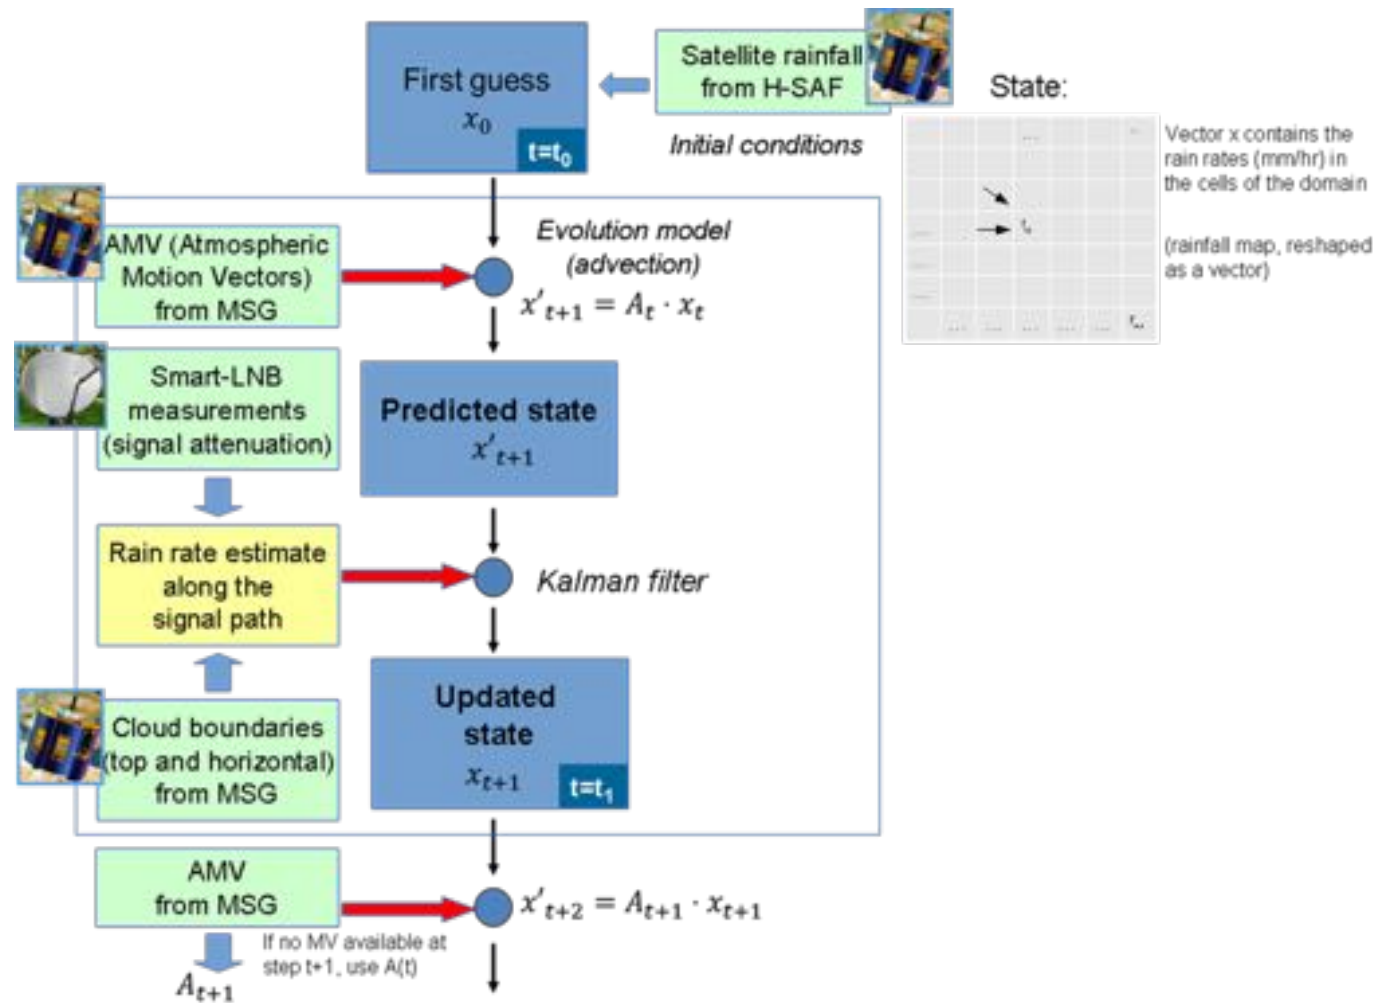 First guess
x₀
t=t₀
Satellite rainfall
from H-SAF
Initial conditions
State:
Vector x contains the
rain rates (mm/hr) in
the cells of the domain
(rainfall map, reshaped
as a vector)
AMV (Atmospheric
Motion Vectors)
from MSG
Evolution model
(advection)
x'ₜ₊₁ = Aₜ · xₜ
Smart-LNB
measurements
(signal attenuation)
Predicted state
x'ₜ₊₁
Rain rate estimate
along the
signal path
Kalman filter
Cloud boundaries
(top and horizontal)
from MSG
Updated
state
xₜ₊₁
t=t₁
AMV
from MSG
x'ₜ₊₂ = Aₜ₊₁ · xₜ₊₁
If no MV available at
step t+1, use A(t)
Aₜ₊₁